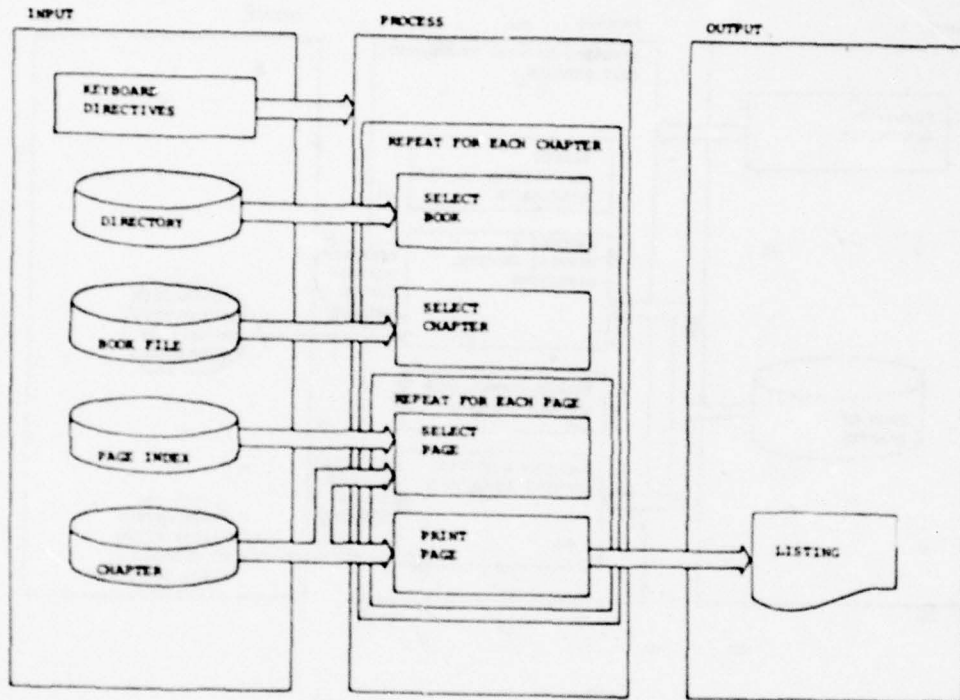 INPUT
PROCESS
OUTPUT
KEYBOARD
DIRECTIVES
REPEAT FOR EACH CHAPTER
DIRECTORY
SELECT
BOOK
BOOK FILE
SELECT
CHAPTER
REPEAT FOR EACH PAGE
PAGE INDEX
SELECT
PAGE
CHAPTER
PRINT
PAGE
LISTING